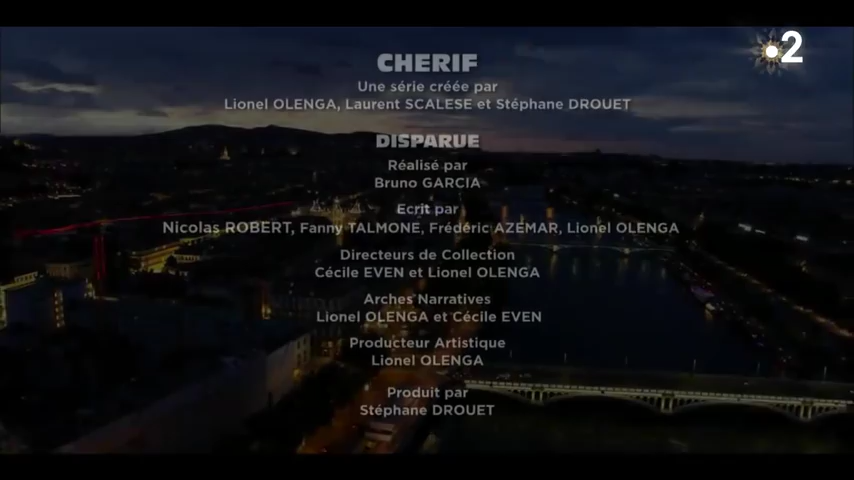 2
CHERIF
Une série créée par
Lionel OLENGA, Laurent SCALESE et Stéphane DROUET
DISPARUE
Réalisé par
Bruno GARCIA
Ecrit par
Nicolas ROBERT, Fanny TALMONE, Frédéric AZEMAR, Lionel OLENGA
Directeurs de Collection
Cécile EVEN et Lionel OLENGA
Arches Narratives
Lionel OLENGA et Cécile EVEN
Producteur Artistique
Lionel OLENGA
Produit par
Stéphane DROUET